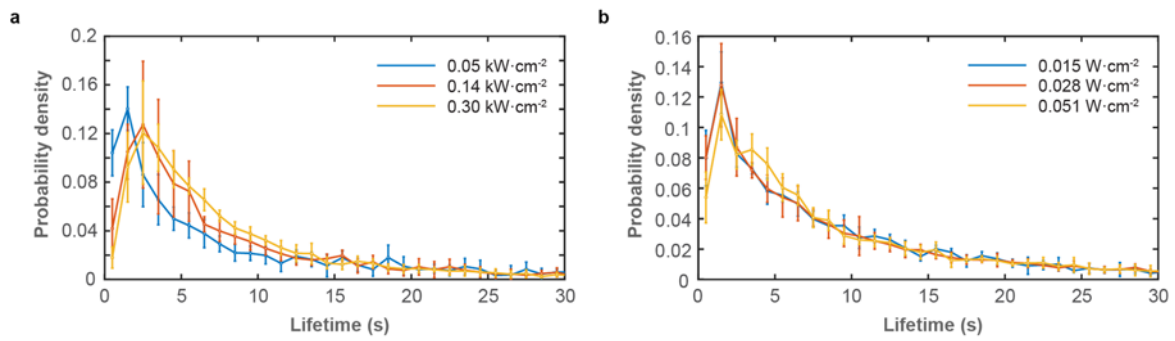 a
0.2
0.16
0.12
0.08
0.04
0
Probability density
0.05 kW·cm-2
0.14 kW·cm-2
0.30 kW·cm-2
0 5 10 15 20 25 30
Lifetime (s)
b
0.16
0.14
0.12
0.1
0.08
0.06
0.04
0.02
0
Probability density
0.015 W·cm-2
0.028 W·cm-2
0.051 W·cm-2
0 5 10 15 20 25 30
Lifetime (s)